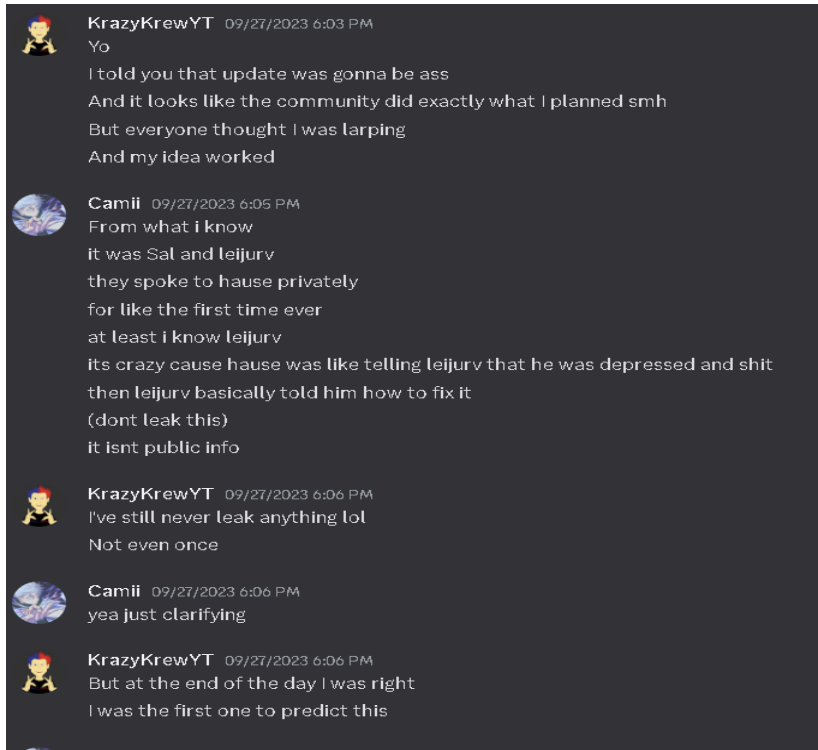 KrazyKrewYT 09/27/2023 6:03 PM
Yo
I told you that update was gonna be ass
And it looks like the community did exactly what I planned smh
But everyone thought I was larping
And my idea worked
Camii 09/27/2023 6:05 PM
From what i know
it was Sal and leijurv
they spoke to hause privately
for like the first time ever
at least i know leijurv
its crazy cause hause was like telling leijurv that he was depressed and shit
then leijurv basically told him how to fix it
(dont leak this)
it isnt public info
KrazyKrewYT 09/27/2023 6:06 PM
I've still never leak anything lol
Not even once
Camii 09/27/2023 6:06 PM
yea just clarifying
KrazyKrewYT 09/27/2023 6:06 PM
But at the end of the day I was right
I was the first one to predict this